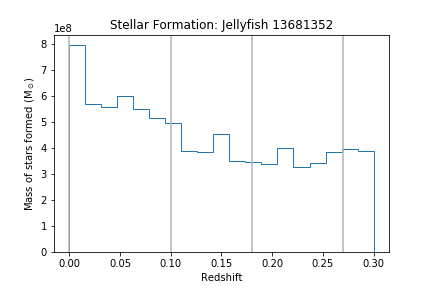 Stellar Formation: Jellyfish 13681352
1e8
Mass of stars formed (M⊙)
8
7
6
5
4
3
2
1
0
0.00 0.05 0.10 0.15 0.20 0.25 0.30
Redshift